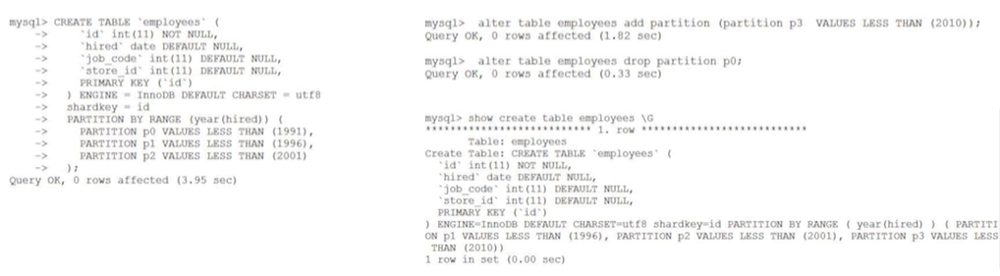 mysql> CREATE TABLE `employees` (
-> `id` int(11) NOT NULL,
-> `hired` date DEFAULT NULL,
-> `job_code` int(11) DEFAULT NULL,
-> `store_id` int(11) DEFAULT NULL,
-> PRIMARY KEY (`id`)
-> ) ENGINE = InnoDB DEFAULT CHARSET = utf8
-> shardkey = id
-> PARTITION BY RANGE (year(hired)) (
-> PARTITION p0 VALUES LESS THAN (1991),
-> PARTITION p1 VALUES LESS THAN (1996),
-> PARTITION p2 VALUES LESS THAN (2001)
-> );
Query OK, 0 rows affected (3.95 sec)
mysql> alter table employees add partition (partition p3 VALUES LESS THAN (2010));
Query OK, 0 rows affected (1.82 sec)
mysql> alter table employees drop partition p0;
Query OK, 0 rows affected (0.33 sec)
mysql> show create table employees \G
*************************** 1. row ***************************
Table: employees
Create Table: CREATE TABLE `employees` (
`id` int(11) NOT NULL,
`hired` date DEFAULT NULL,
`job_code` int(11) DEFAULT NULL,
`store_id` int(11) DEFAULT NULL,
PRIMARY KEY (`id`)
) ENGINE=InnoDB DEFAULT CHARSET=utf8 shardkey=id PARTITION BY RANGE ( year(hired) ) ( PARTITI
ON p1 VALUES LESS THAN (1996), PARTITION p2 VALUES LESS THAN (2001), PARTITION p3 VALUES LESS
THAN (2010))
1 row in set (0.00 sec)